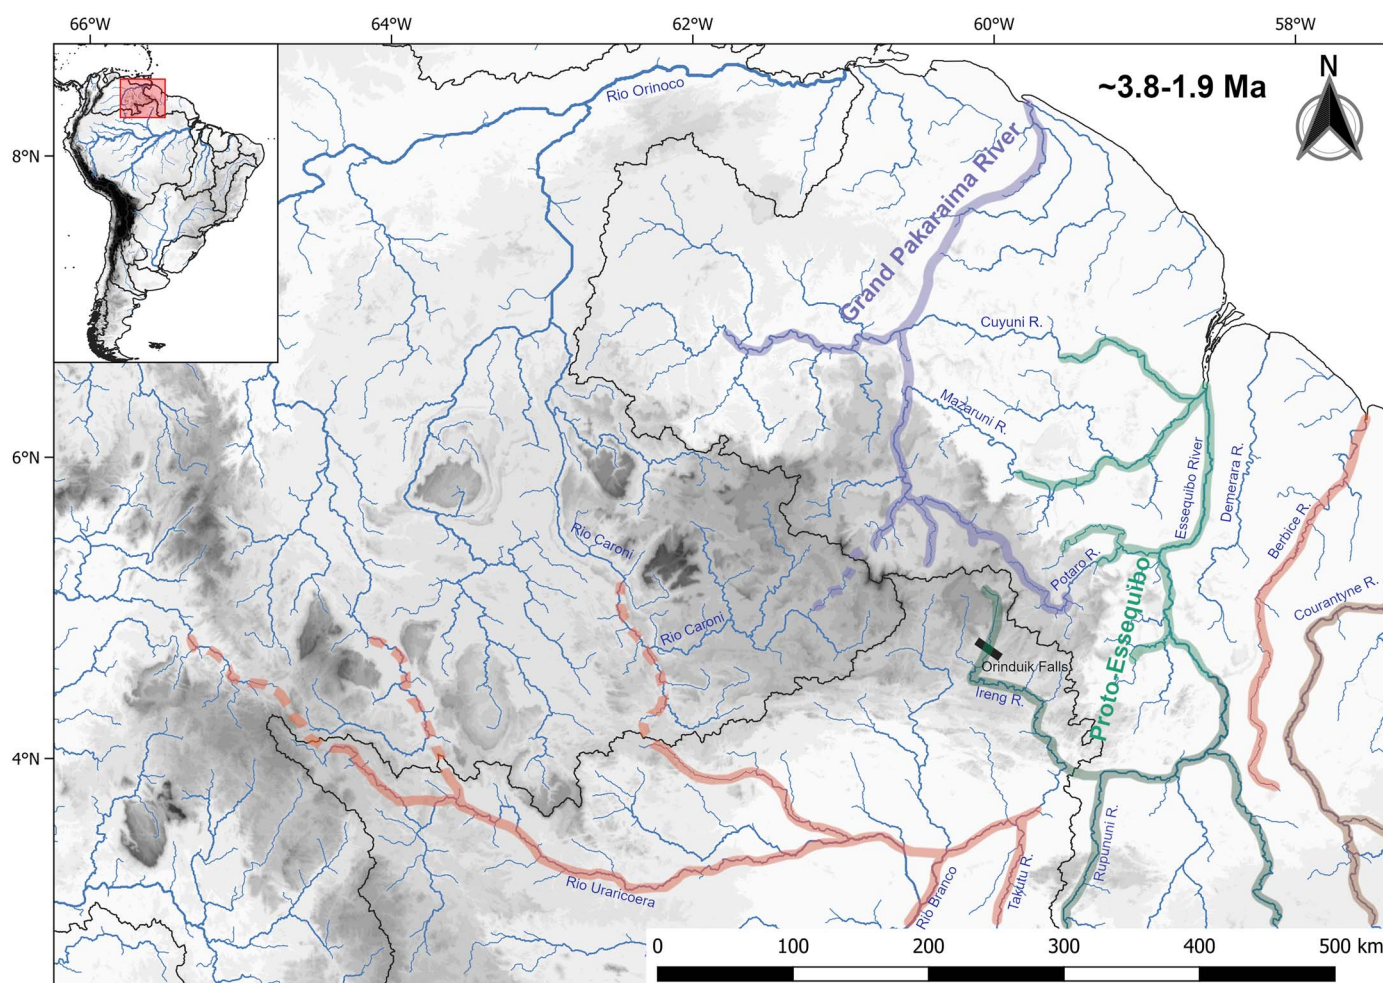 66°W
64°W
62°W
60°W
58°W
~3.8-1.9 Ma
N
Rio Orinoco
8°N
Grand Pakaraima River
Cuyuni R.
Mazaruni R.
6°N
Essequibo River
Demerara R.
Berbice R.
Rio Caroni
Potaro R.
Courantyne R.
Rio Caroni
Proto-Essequibo
Orinduik Falls
Ireng R.
4°N
Rupununi R.
Rio Uraricoera
Rio Branco
Takutu R.
0 100 200 300 400 500 km